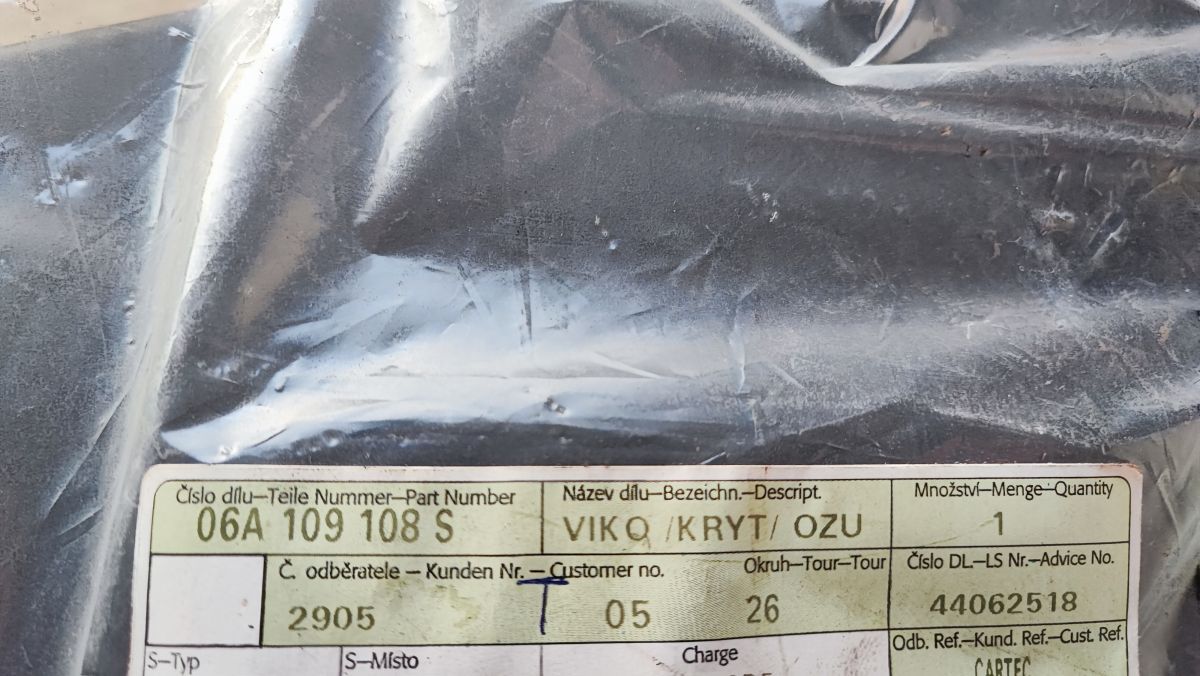 Číslo dílu–Teile Nummer–Part Number
06A 109 108 S
Název dílu–Bezeichn.–Descript.
VIKO /KRYT/ OZU
Množství–Menge–Quantity
1
Č. odběratele – Kunden Nr. – Customer no.
Okruh–Tour–Tour
2905 05 26
Číslo DL–LS Nr.–Advice No.
44062518
S–Typ
S–Místo
Charge
Odb. Ref.–Kund. Ref.–Cust. Ref.
CARTEC